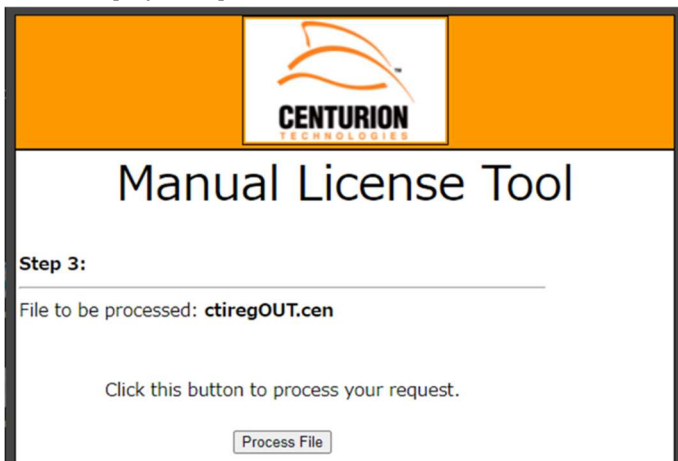 CENTURION
TECHNOLOGIES
Manual License Tool
Step 3:
File to be processed: ctiregOUT.cen
Click this button to process your request.
Process File